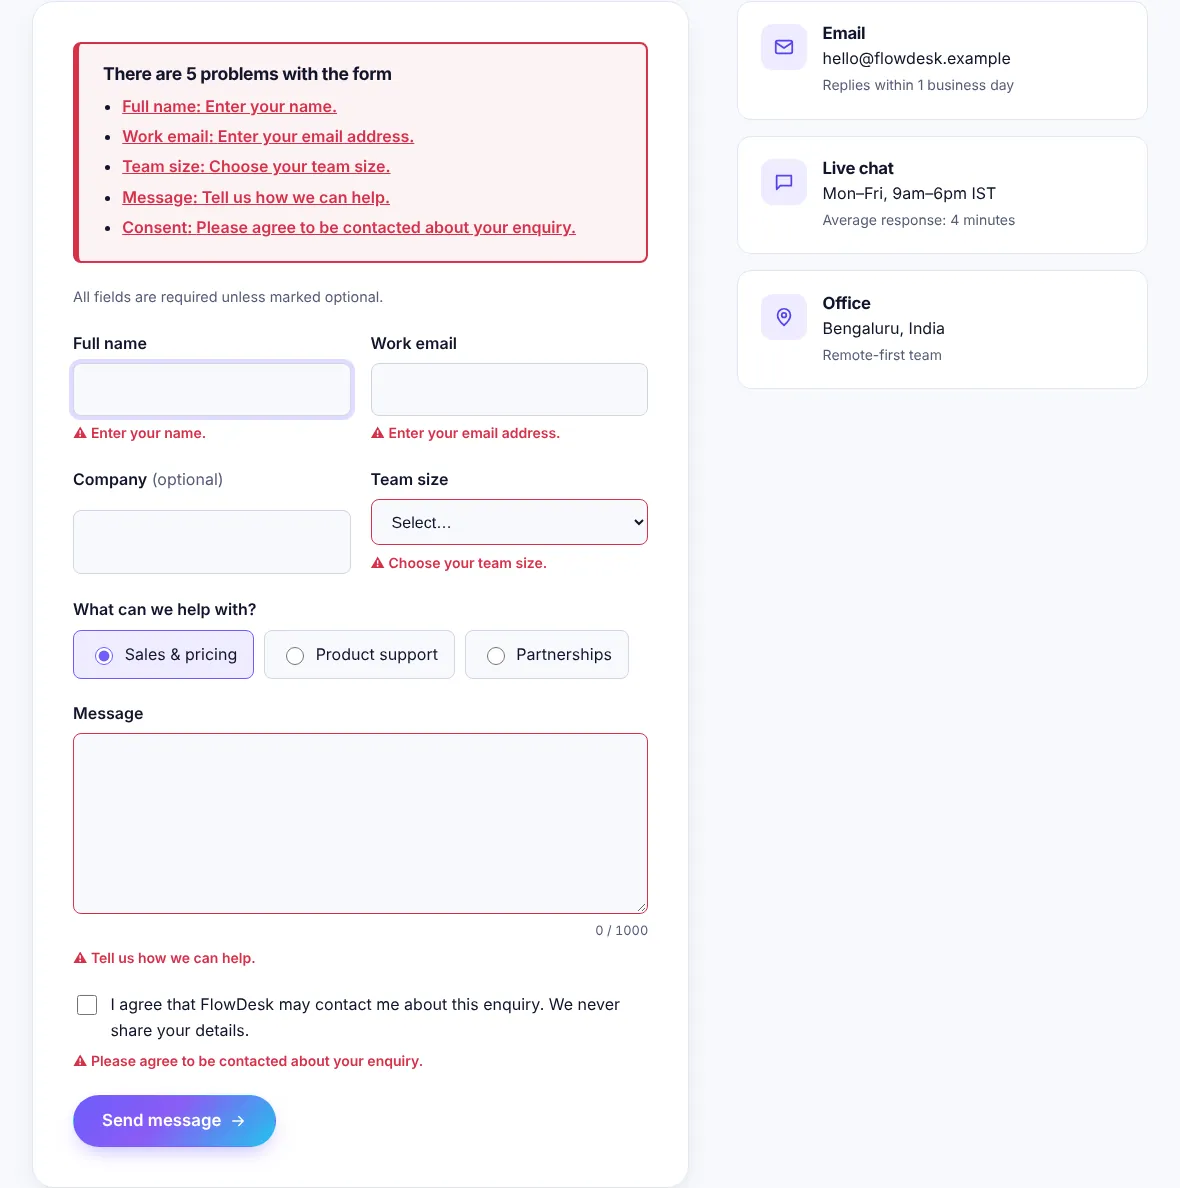 There are 5 problems with the form
Full name: Enter your name.
Work email: Enter your email address.
Team size: Choose your team size.
Message: Tell us how we can help.
Consent: Please agree to be contacted about your enquiry.
All fields are required unless marked optional.
Full name
Enter your name.
Work email
Enter your email address.
Company (optional)
Team size
Select…
Choose your team size.
What can we help with?
Sales & pricing
Product support
Partnerships
Message
0 / 1000
Tell us how we can help.
I agree that FlowDesk may contact me about this enquiry. We never
share your details.
Please agree to be contacted about your enquiry.
Send message →
Email
hello@flowdesk.example
Replies within 1 business day
Live chat
Mon–Fri, 9am–6pm IST
Average response: 4 minutes
Office
Bengaluru, India
Remote-first team